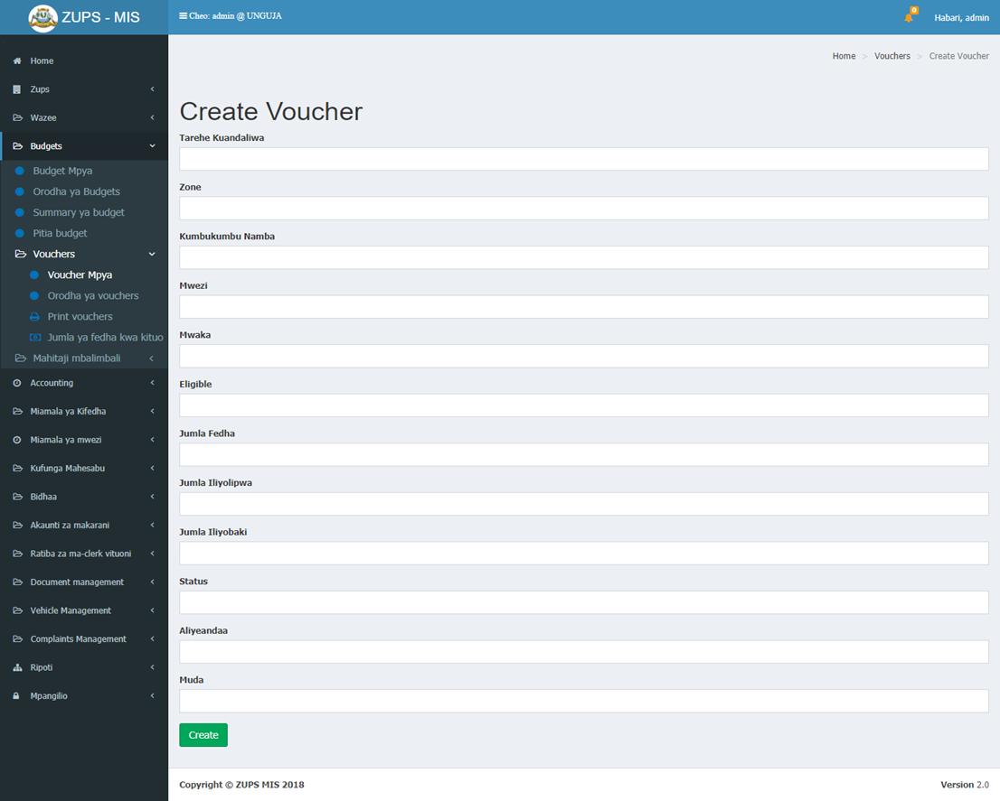 ZUPS - MIS
Cheo: admin @ UNGUJA
0
Habari, admin
Home
Zups
Wazee
Budgets
Budget Mpya
Orodha ya Budgets
Summary ya budget
Pitia budget
Vouchers
Voucher Mpya
Orodha ya vouchers
Print vouchers
Jumla ya fedha kwa kituo
Mahitaji mbalimbali
Accounting
Miamala ya Kifedha
Miamala ya mwezi
Kufunga Mahesabu
Bidhaa
Akaunti za makarani
Ratiba za ma-clerk vituoni
Document management
Vehicle Management
Complaints Management
Ripoti
Mpangilio
Home > Vouchers > Create Voucher
Create Voucher
Tarehe Kuandaliwa
Zone
Kumbukumbu Namba
Mwezi
Mwaka
Eligible
Jumla Fedha
Jumla Iliyolipwa
Jumla Iliyobaki
Status
Aliyeandaa
Muda
Create
Copyright © ZUPS MIS 2018
Version 2.0